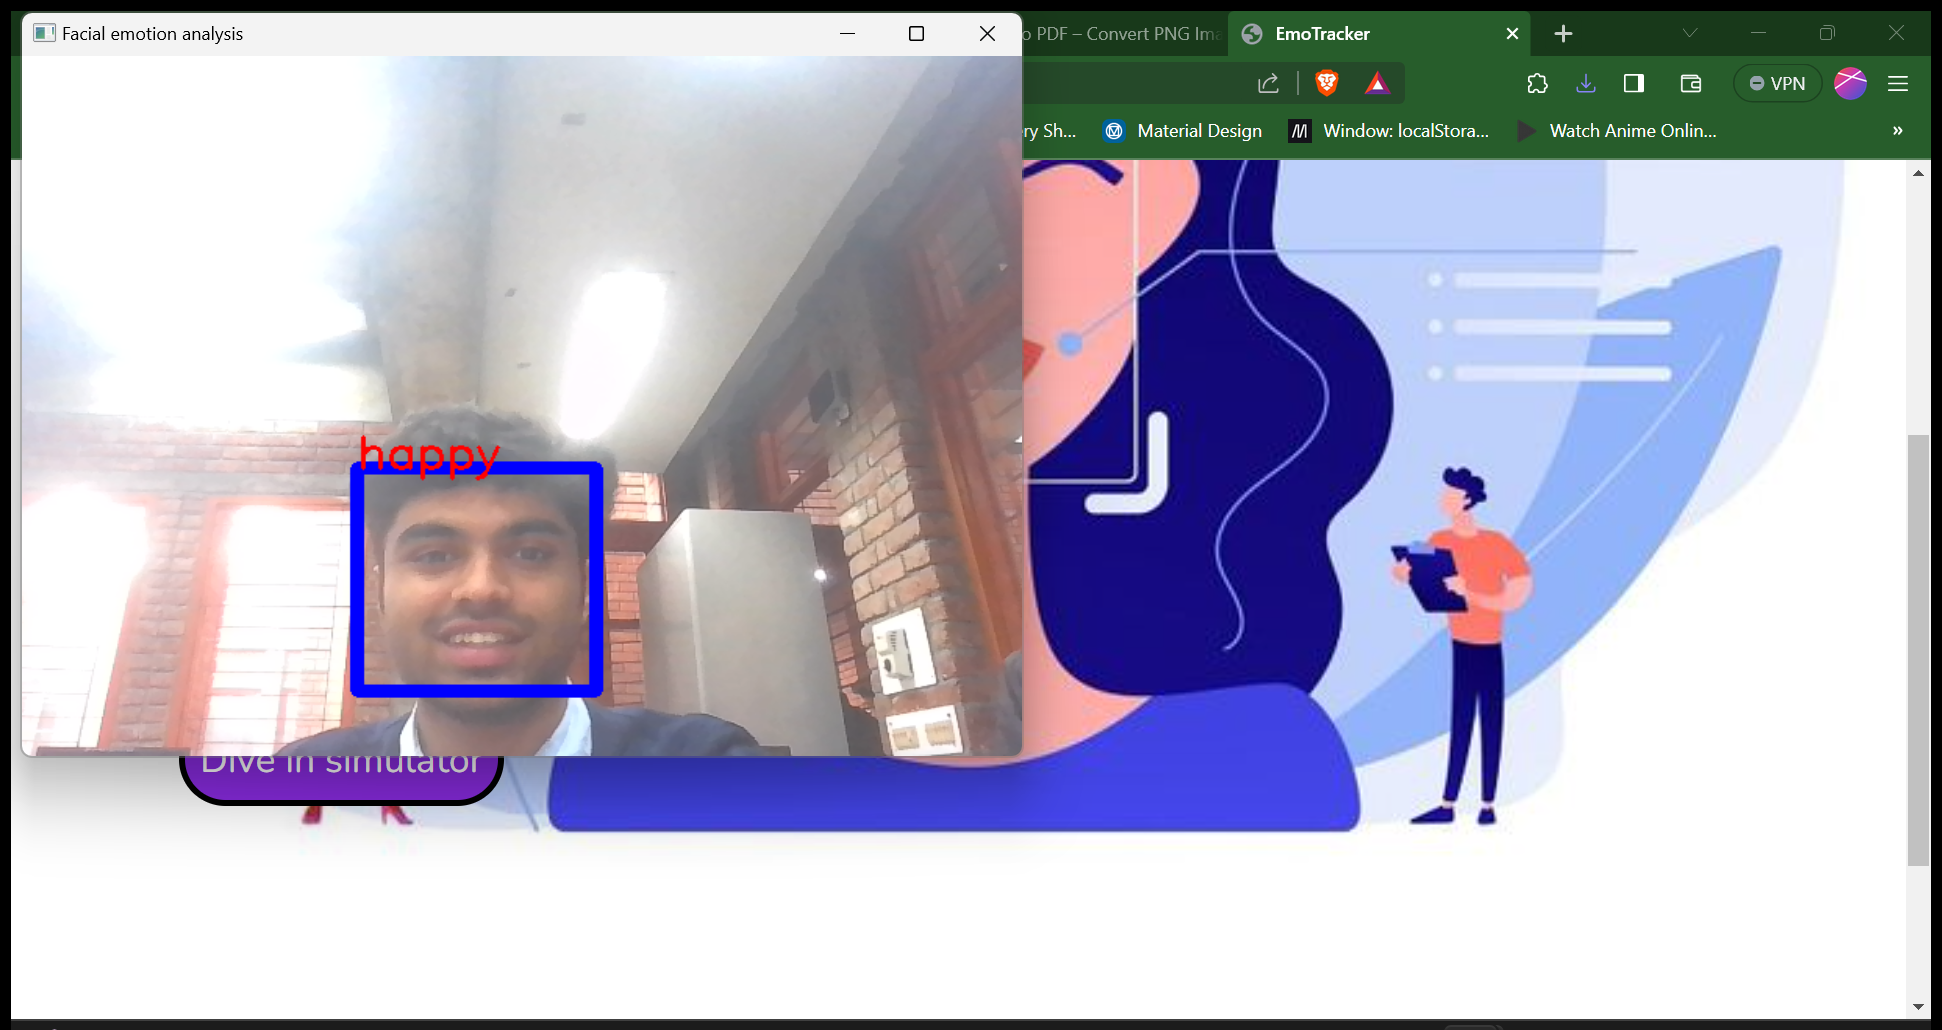 Facial emotion analysis
o PDF – Convert PNG Ima
EmoTracker
VPN
ry Sh...
Material Design
Window: localStora...
Watch Anime Onlin...
»
happy
Dive in simulator